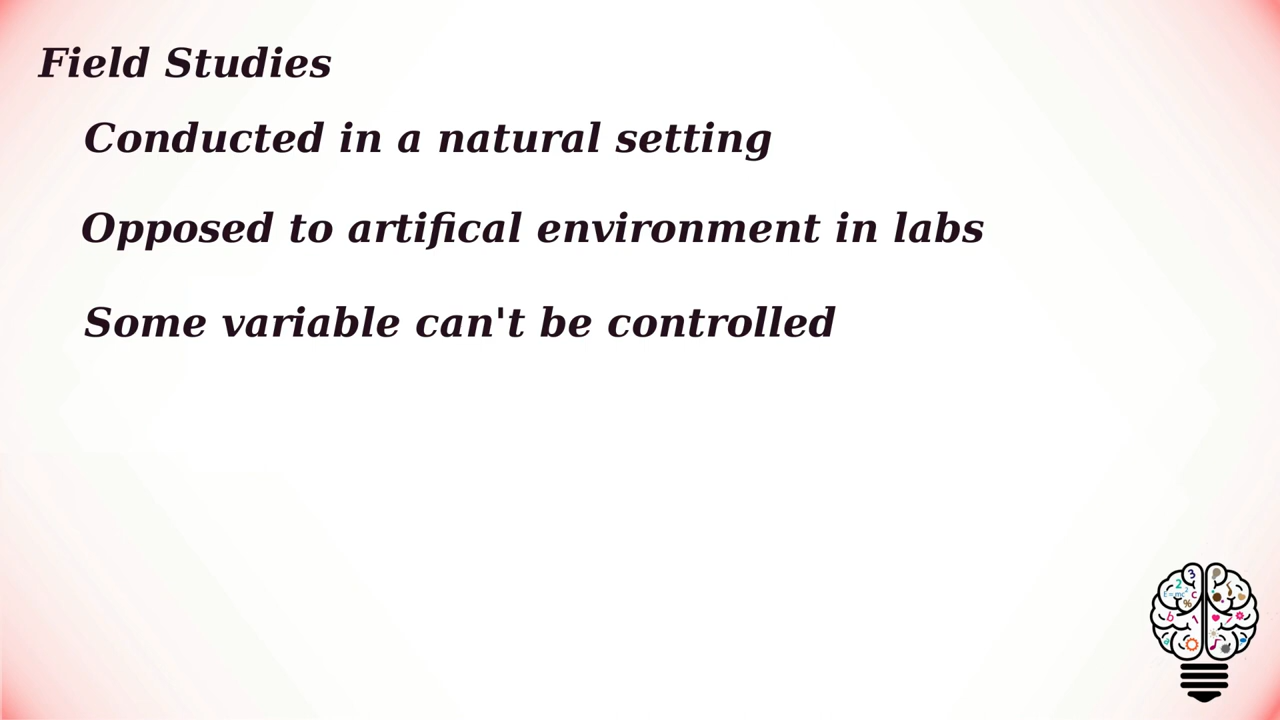 Field Studies
Conducted in a natural setting
Opposed to artifical environment in labs
Some variable can't be controlled